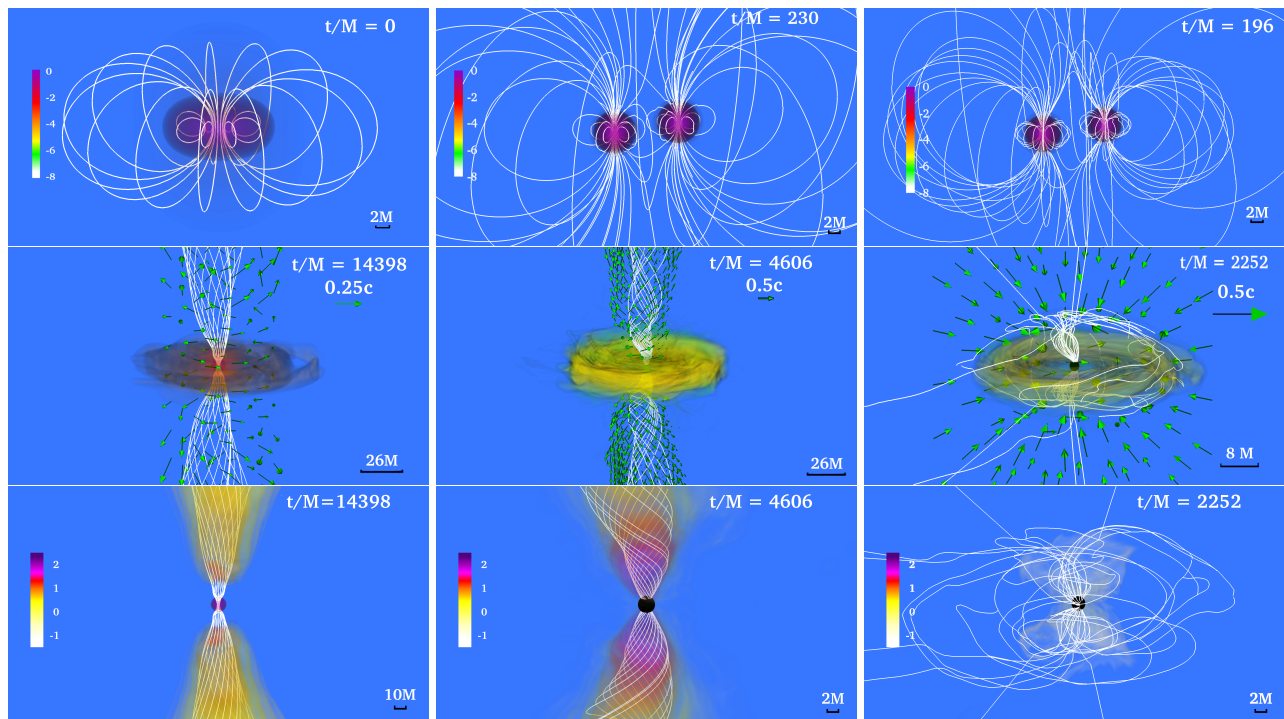 t/M = 0
0
-2
-4
-6
-8
2M
t/M = 230
0
-2
-4
-6
-8
2M
t/M = 196
0
-2
-4
-6
-8
2M
t/M = 14398
0.25c
26M
t/M = 4606
0.5c
26M
t/M = 2252
0.5c
8 M
t/M=14398
2
1
0
-1
10M
t/M = 4606
2
1
0
-1
2M
t/M = 2252
2
1
0
-1
2M